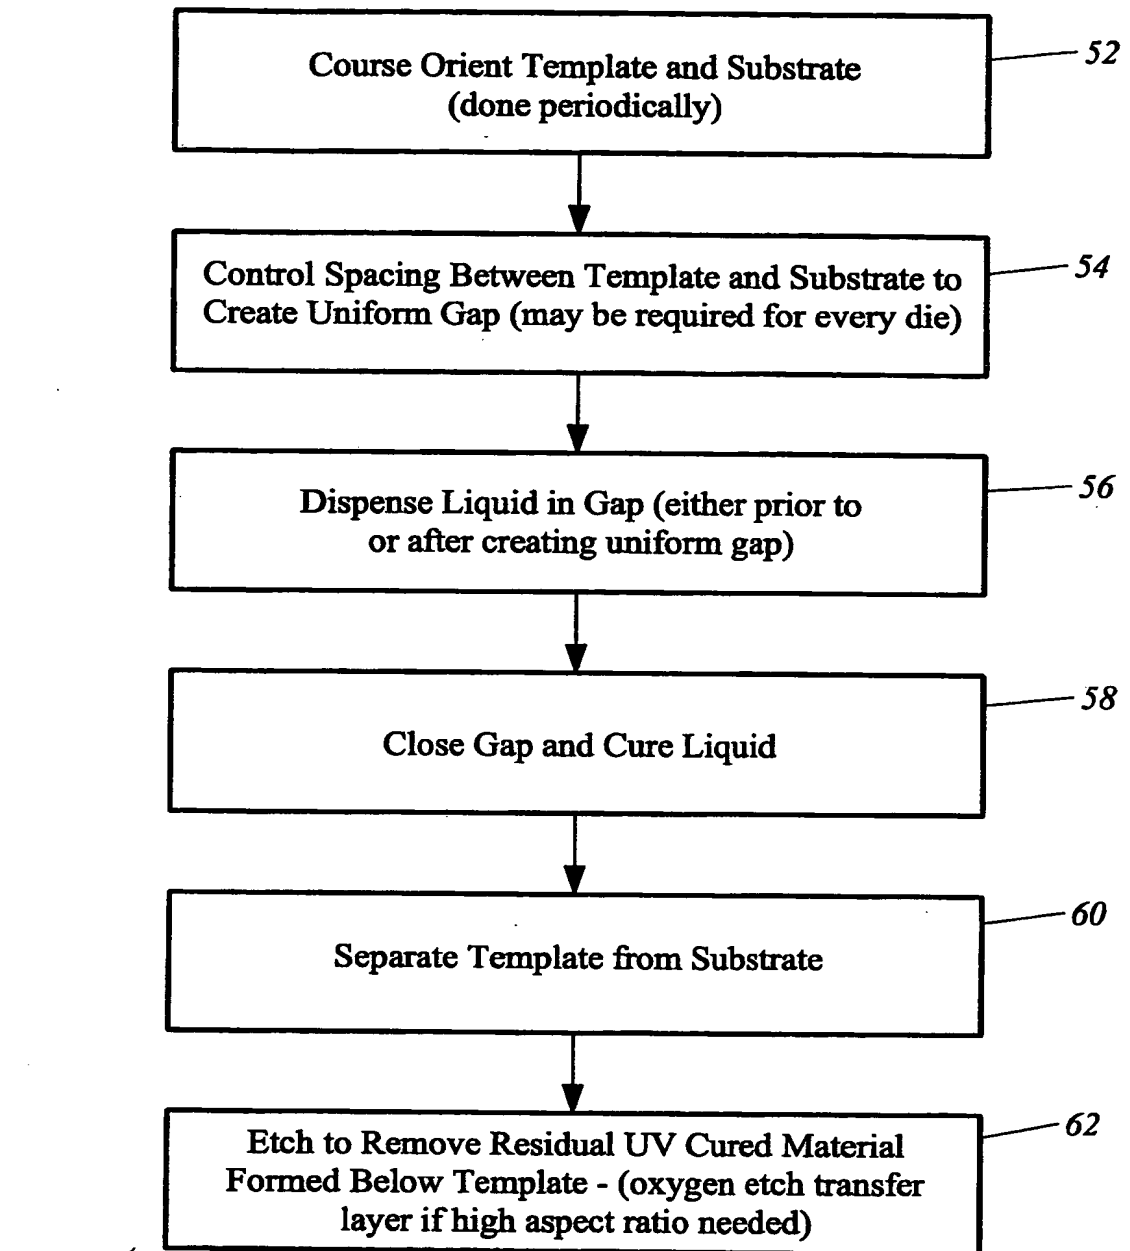 Course Orient Template and Substrate
(done periodically)
52
Control Spacing Between Template and Substrate to
Create Uniform Gap (may be required for every die)
54
Dispense Liquid in Gap (either prior to
or after creating uniform gap)
56
Close Gap and Cure Liquid
58
Separate Template from Substrate
60
Etch to Remove Residual UV Cured Material
Formed Below Template - (oxygen etch transfer
layer if high aspect ratio needed)
62